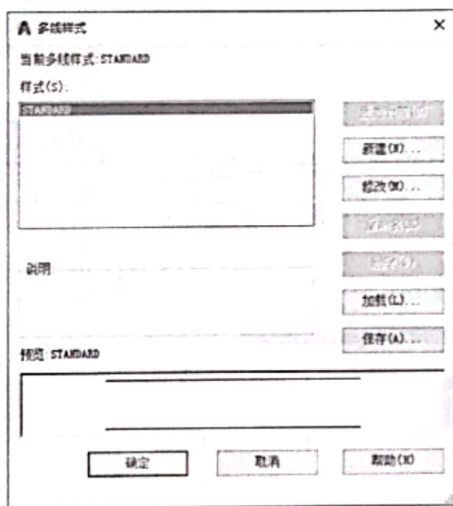 多线样式
当前多线样式:STANDARD
样式(S):
STANDARD
新建(N)...
修改(M)...
说明
加载(L)...
保存(A)...
预览:STANDARD
确定
取消
帮助(H)